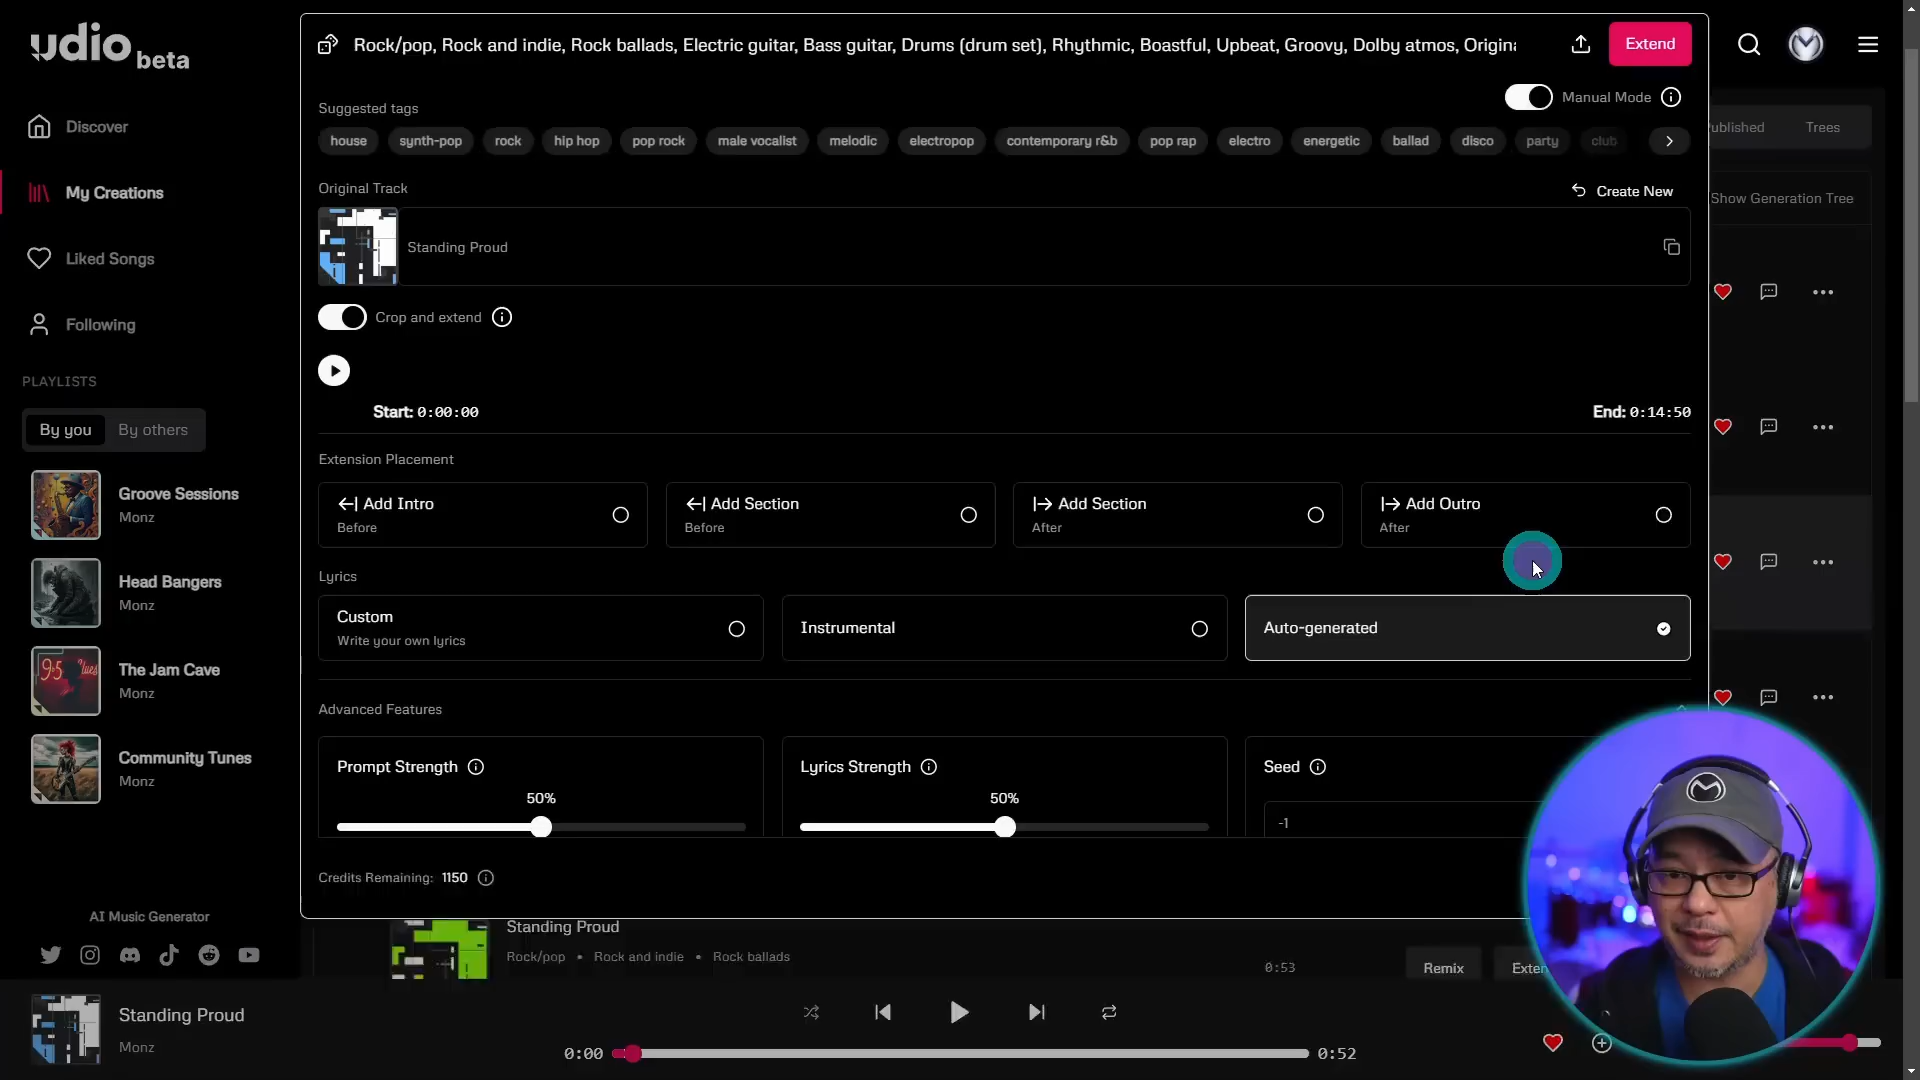 udio beta
Discover
My Creations
Liked Songs
Following
PLAYLISTS
By you
By others
Groove Sessions
Monz
Head Bangers
Monz
The Jam Cave
Monz
Community Tunes
Monz
AI Music Generator
Rock/pop, Rock and indie, Rock ballads, Electric guitar, Bass guitar, Drums (drum set), Rhythmic, Boastful, Upbeat, Groovy, Dolby atmos, Origina
Extend
Manual Mode
Suggested tags
house
synth-pop
rock
hip hop
pop rock
male vocalist
melodic
electropop
contemporary r&b
pop rap
electro
energetic
ballad
disco
party
club
Original Track
Create New
Standing Proud
Crop and extend
Start: 0:00:00
End: 0:14:50
Extension Placement
Add Intro
Before
Add Section
Before
Add Section
After
Add Outro
After
Lyrics
Custom
Write your own lyrics
Instrumental
Auto-generated
Advanced Features
Prompt Strength
50%
Lyrics Strength
50%
Seed
-1
Credits Remaining: 1150
ublished
Trees
Show Generation Tree
Standing Proud
Rock/pop • Rock and indie • Rock ballads
0:53
Remix
Exten
Standing Proud
Monz
0:00
0:52